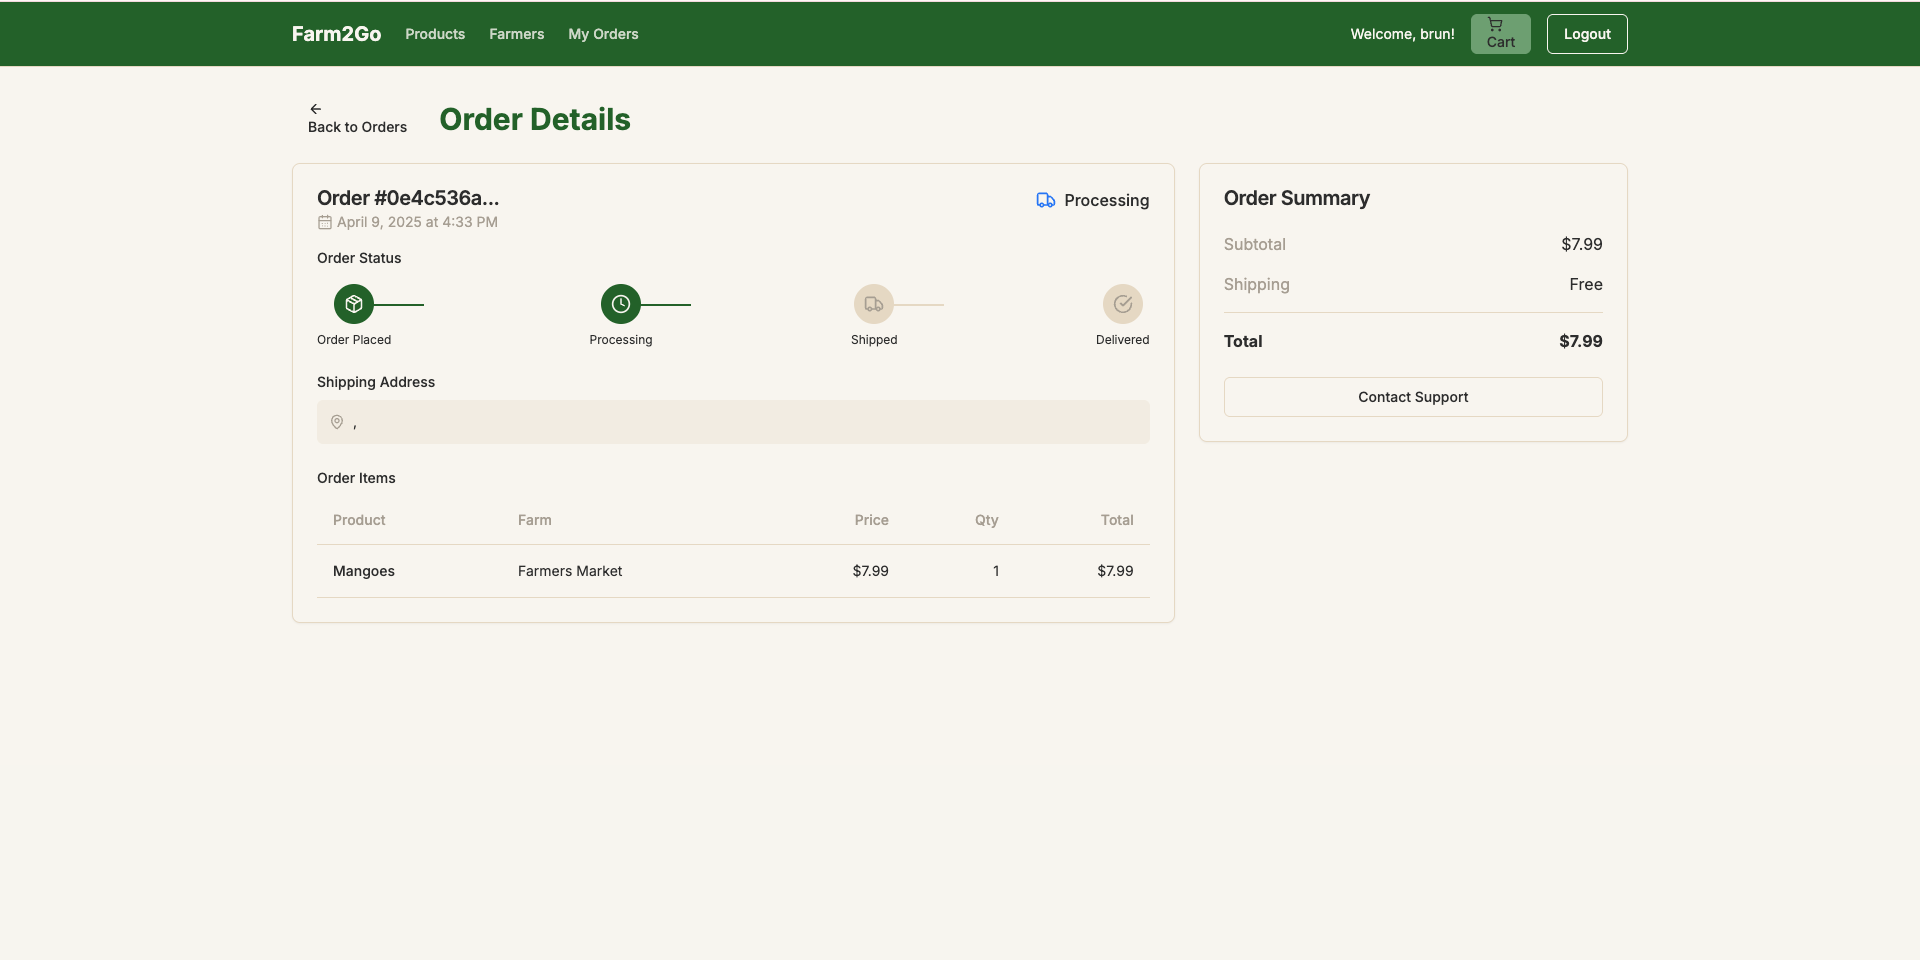 Farm2Go Products Farmers My Orders Welcome, brun! Cart Logout
Back to Orders
Order Details
Order #0e4c536a...
Processing
April 9, 2025 at 4:33 PM
Order Status
Order Placed Processing Shipped Delivered
Shipping Address
,
Order Items
Product Farm Price Qty Total
Mangoes Farmers Market $7.99 1 $7.99
Order Summary
Subtotal $7.99
Shipping Free
Total $7.99
Contact Support